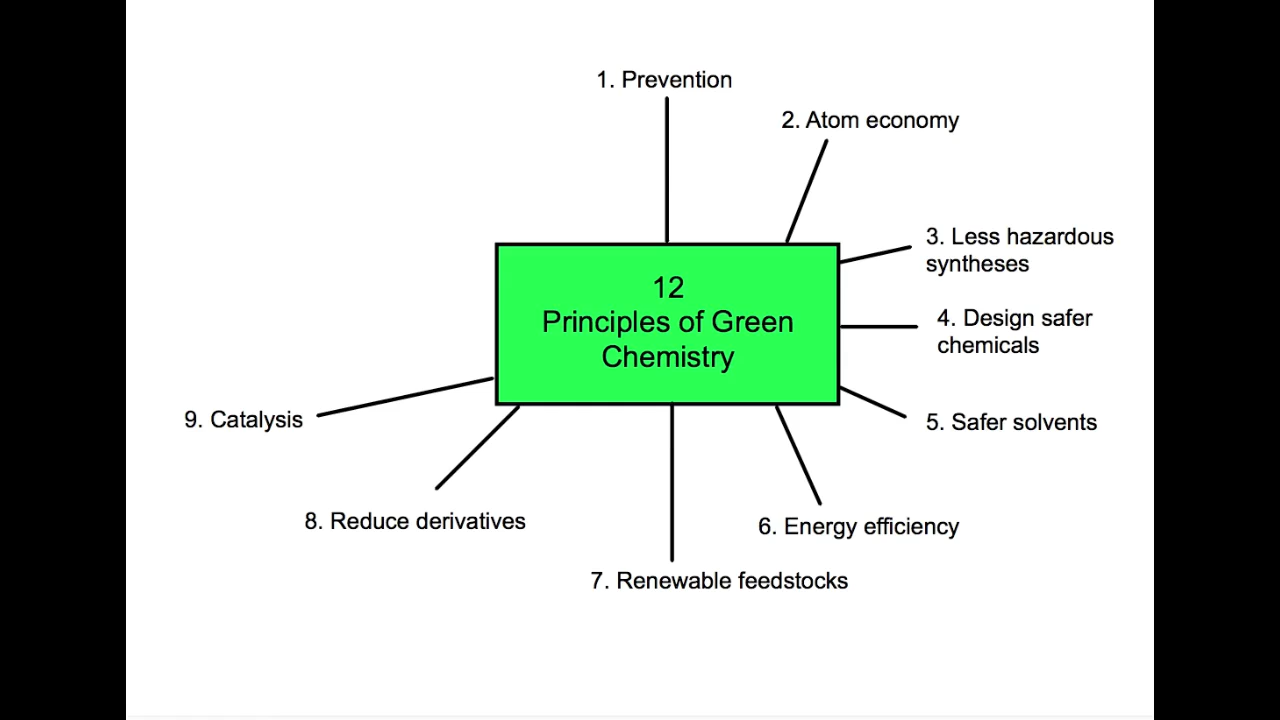 1. Prevention
2. Atom economy
3. Less hazardous
syntheses
12
Principles of Green
Chemistry
4. Design safer
chemicals
5. Safer solvents
6. Energy efficiency
7. Renewable feedstocks
8. Reduce derivatives
9. Catalysis